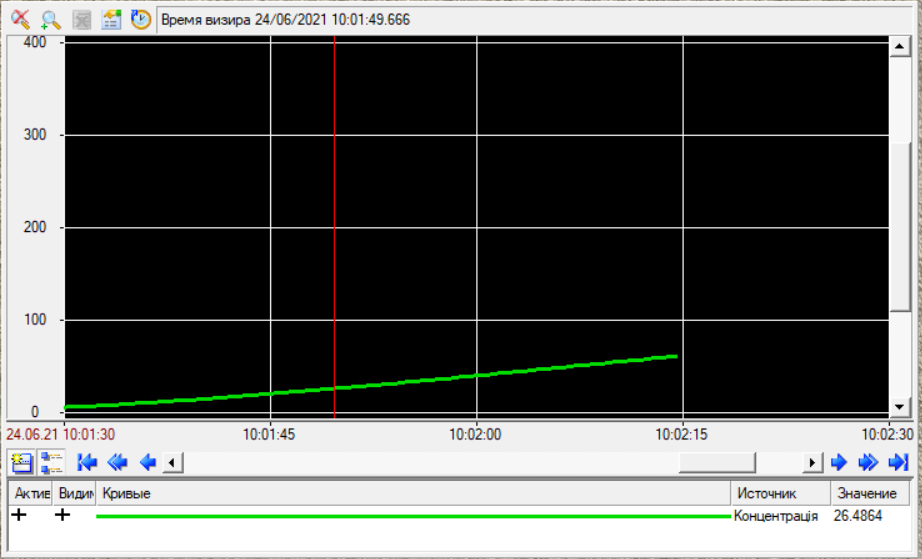 Время визира 24/06/2021 10:01:49.666
400
300
200
100
0
24.06.21 10:01:30 10:01:45 10:02:00 10:02:15 10:02:30
Актив Видим Кривые Источник Значение
Концентрація 26.4864